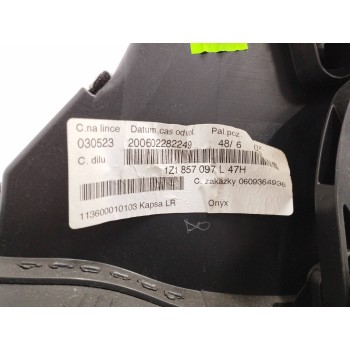 C.na lince Datum,cas odvol. Pal.poz.
030523 200602282249 48/ 6
C. dilu
1Z1 857 097 L 47H
C. zakázky 0609364936
113600010103 Kapsa LR Onyx